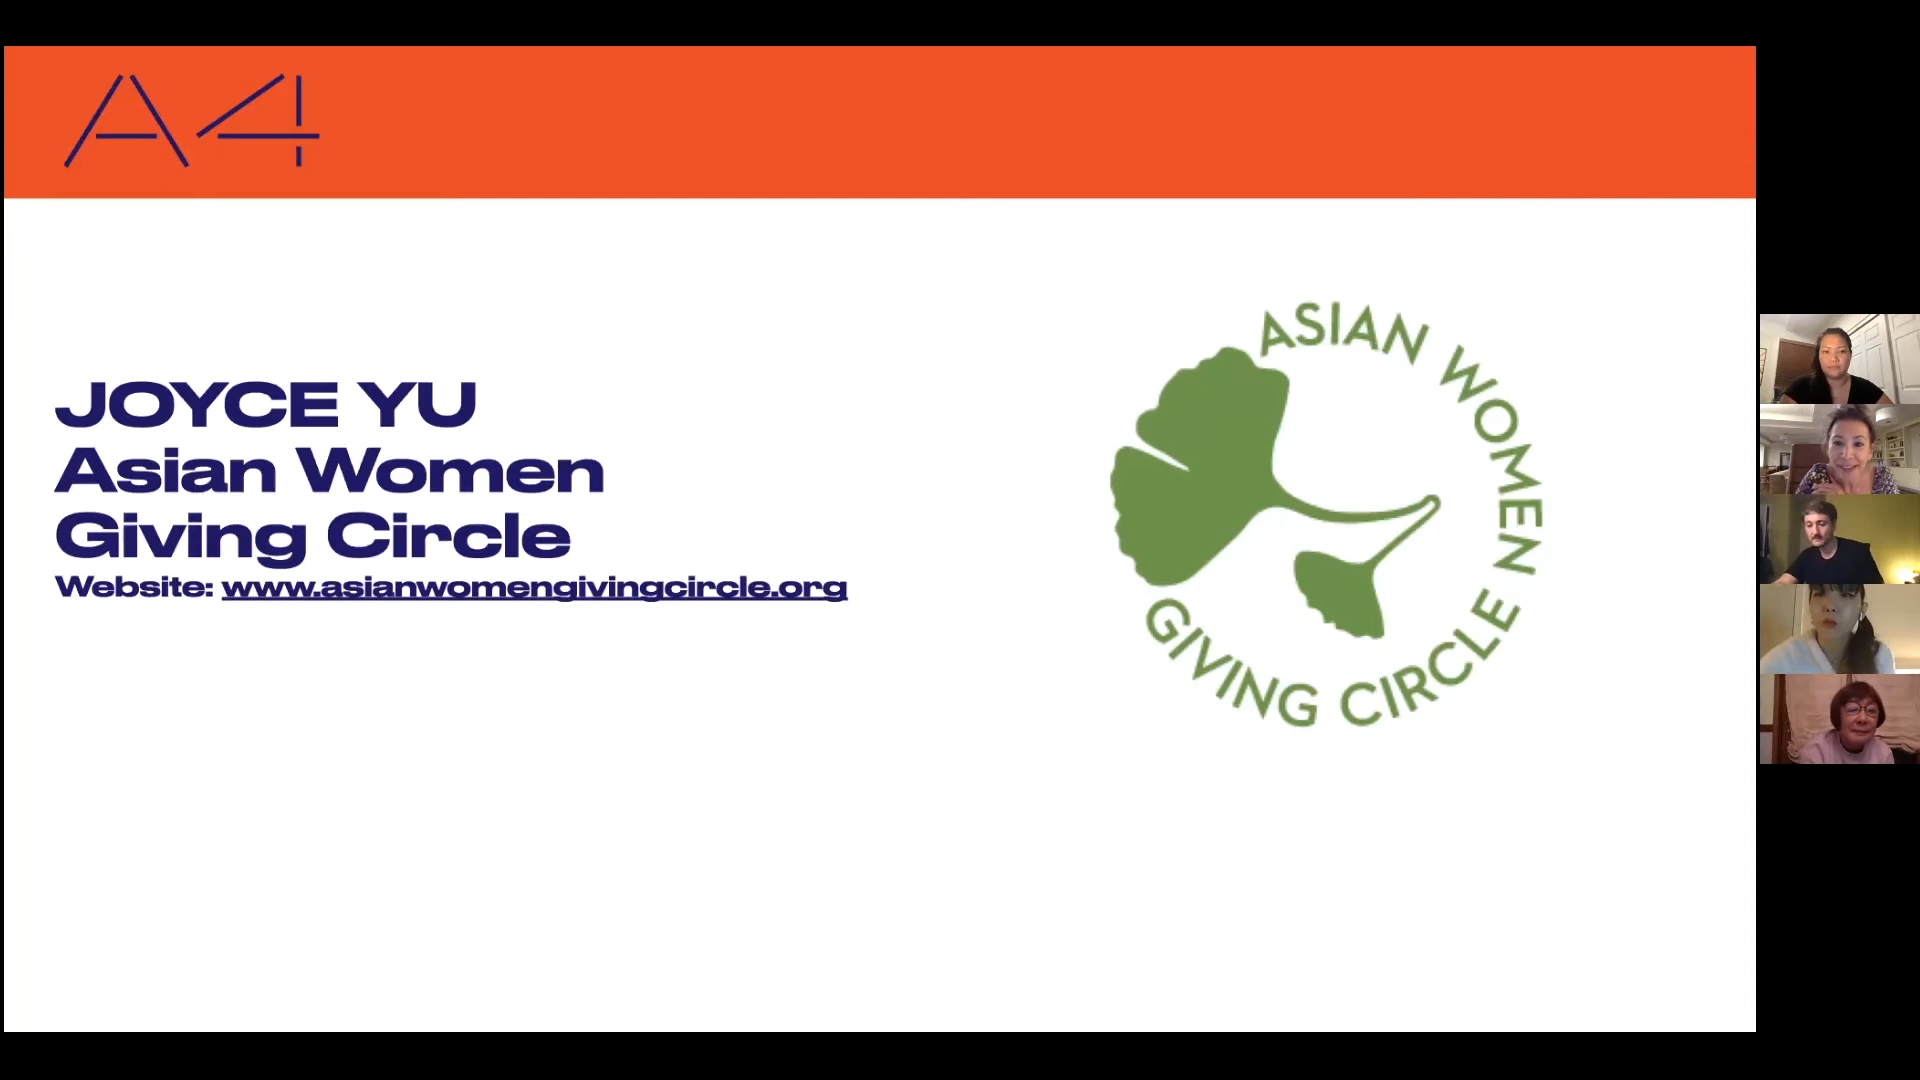 A4
JOYCE YU
Asian Women
Giving Circle
Website: www.asianwomengivingcircle.org
ASIAN WOMEN
GIVING CIRCLE